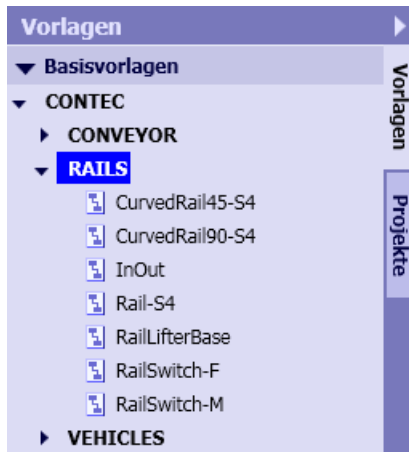 Vorlagen
Basisvorlagen
CONTEC
CONVEYOR
RAILS
CurvedRail45-S4
CurvedRail90-S4
InOut
Rail-S4
RailLifterBase
RailSwitch-F
RailSwitch-M
VEHICLES
Vorlagen
Projekte